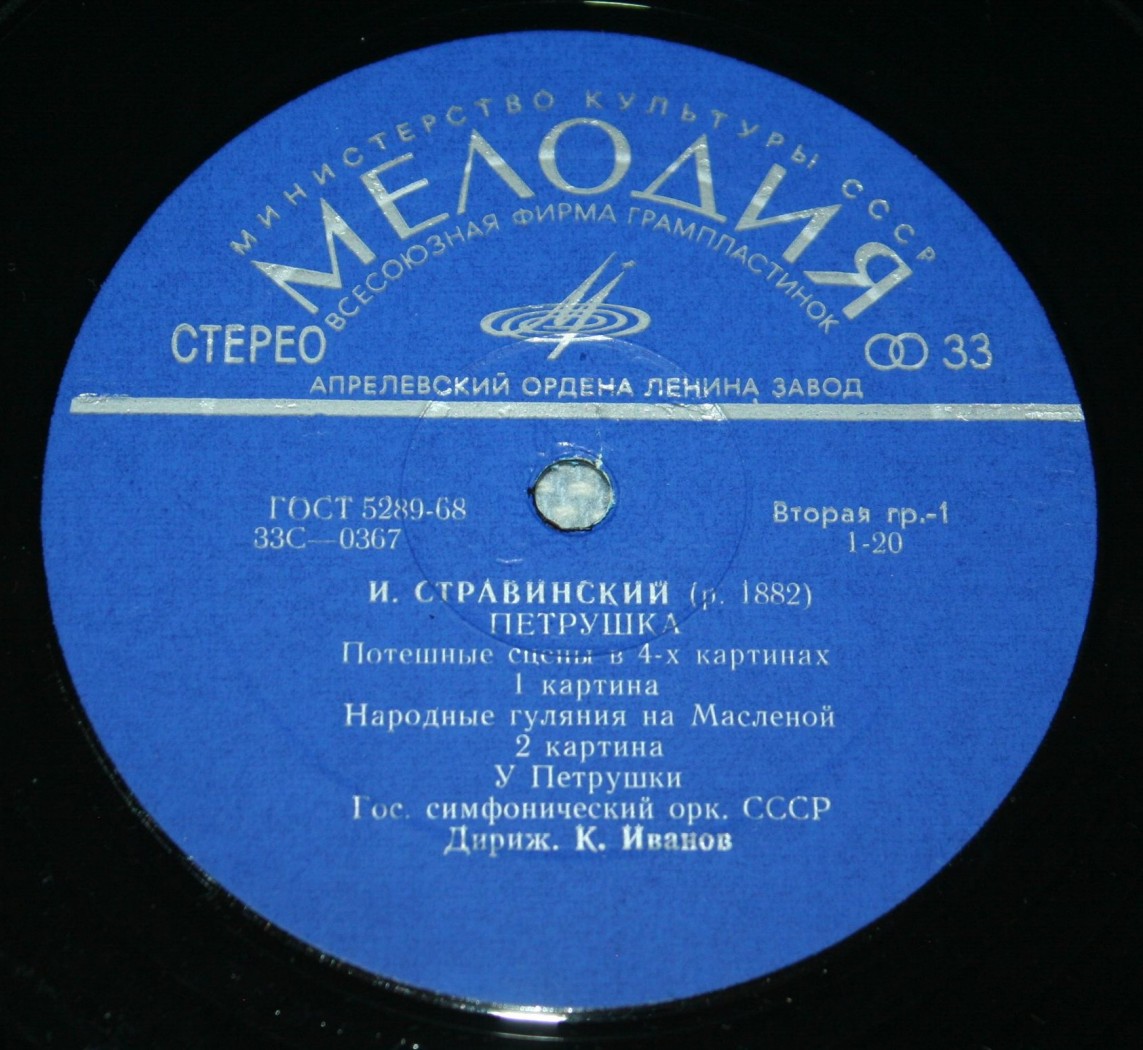 МИНИСТЕРСТВО КУЛЬТУРЫ СССР
МЕЛОДИЯ
ВСЕСОЮЗНАЯ ФИРМА ГРАМПЛАСТИНОК
СТЕРЕО
33
АПРЕЛЕВСКИЙ ОРДЕНА ЛЕНИНА ЗАВОД
ГОСТ 5289-68
Вторая гр.-1
33С—0367
1-20
И. СТРАВИНСКИЙ (р. 1882)
ПЕТРУШКА
Потешные сцены в 4-х картинах
1 картина
Народные гуляния на Масленой
2 картина
У Петрушки
Гос. симфонический орк. СССР
Дириж. К. Иванов